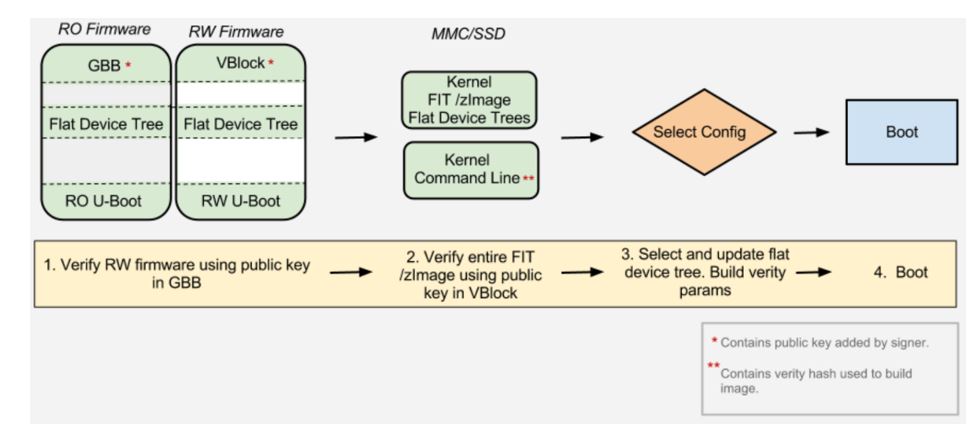 RO Firmware
RW Firmware
MMC/SSD
GBB *
VBlock *
Flat Device Tree
Flat Device Tree
RO U-Boot
RW U-Boot
Kernel
FIT /zImage
Flat Device Trees
Kernel
Command Line **
Select Config
Boot
1. Verify RW firmware using public key
in GBB
2. Verify entire FIT
/zImage using public
key in VBlock
3. Select and update flat
device tree. Build verity
params
4. Boot
* Contains public key added by signer.
** Contains verity hash used to build
image.